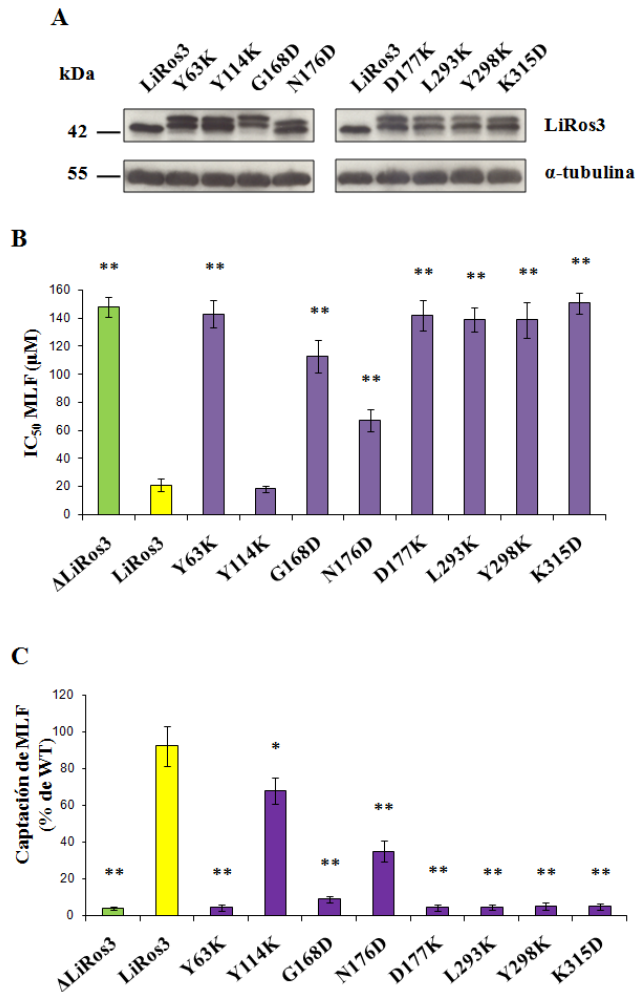 A
kDa
LiRos3 Y63K Y114K G168D N176D LiRos3 D177K L293K Y298K K315D
42 LiRos3
55 α-tubulina
B
IC50 MLF (µM)
160
140
120
100
80
60
40
20
0
** ** ** ** ** ** ** **
ΔLiRos3 LiRos3 Y63K Y114K G168D N176D D177K L293K Y298K K315D
C
Captación de MLF
(% de WT)
120
100
80
60
40
20
0
** ** * ** ** ** ** ** **
ΔLiRos3 LiRos3 Y63K Y114K G168D N176D D177K L293K Y298K K315D